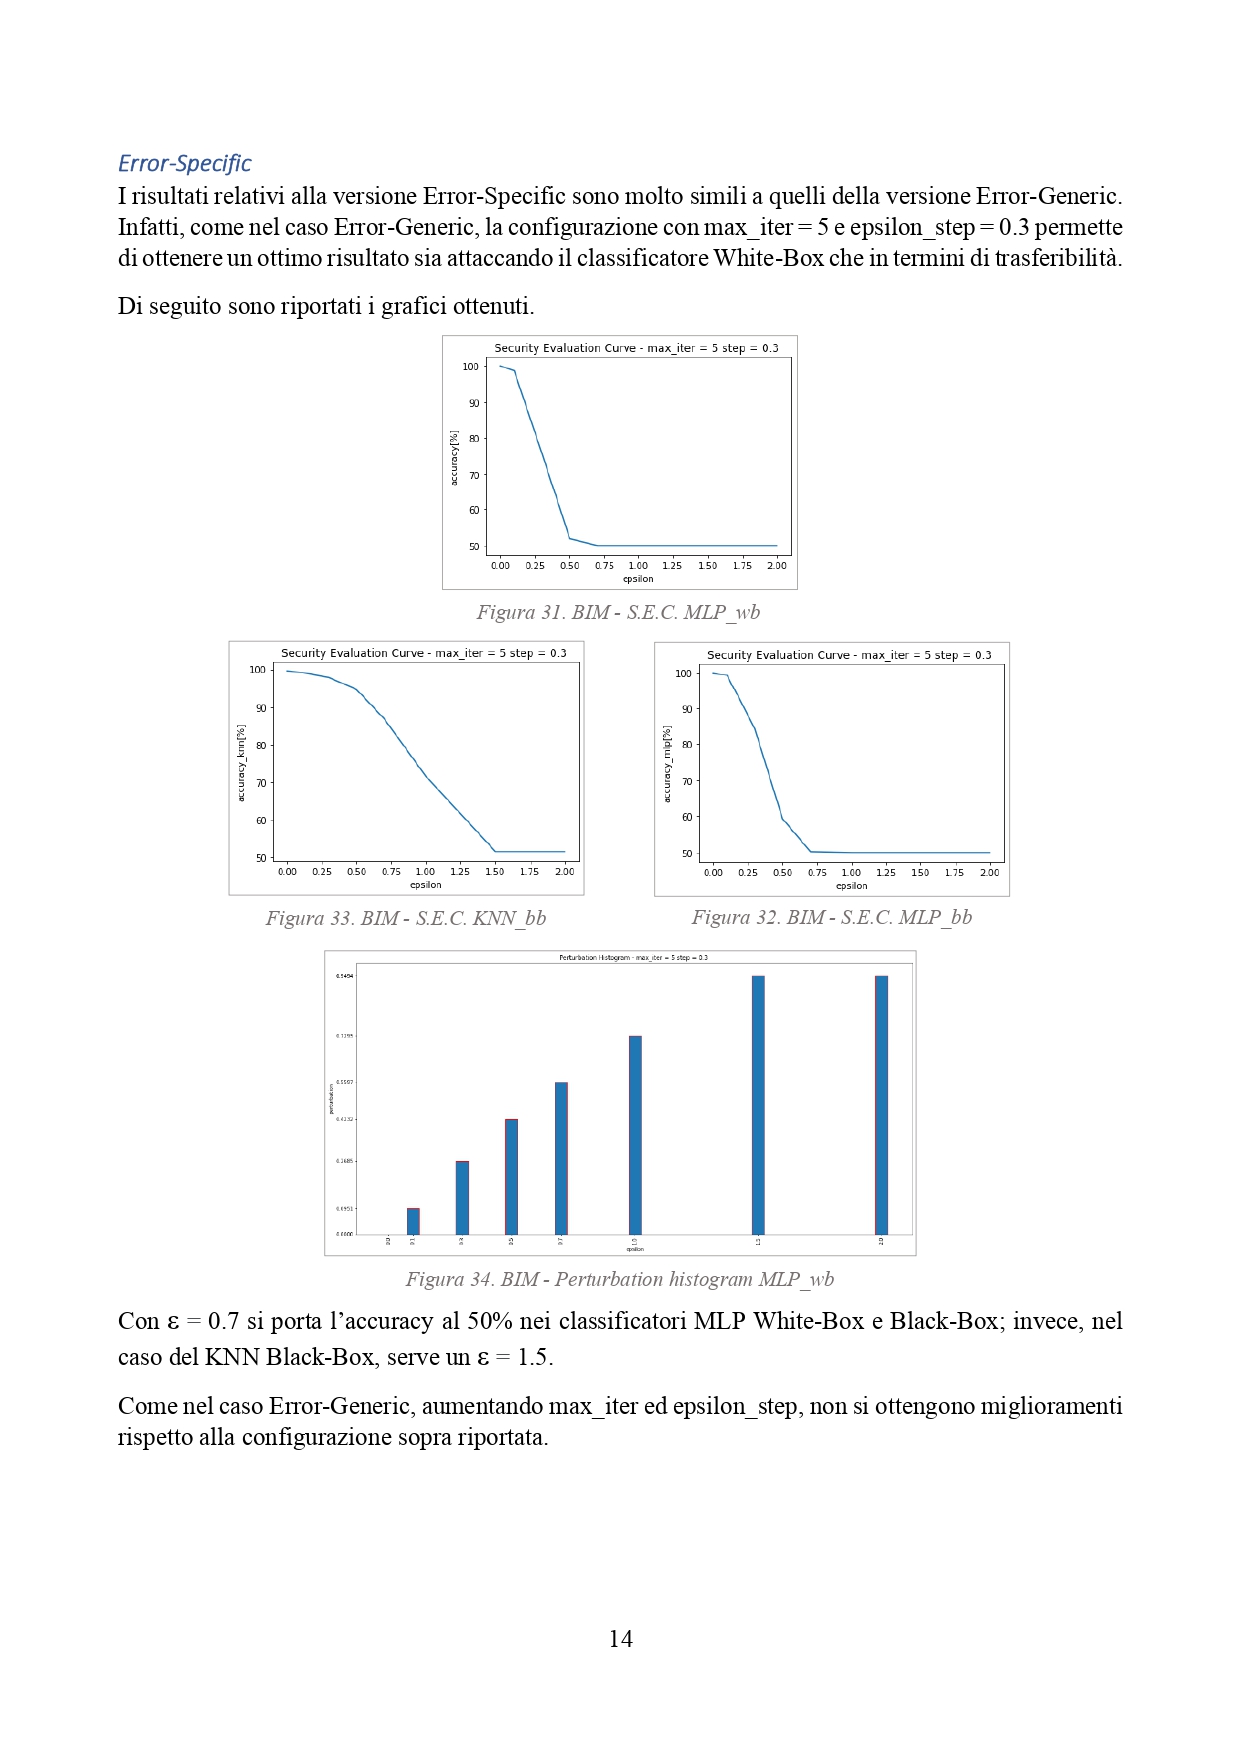 Error-Specific
I risultati relativi alla versione Error-Specific sono molto simili a quelli della versione Error-Generic.
Infatti, come nel caso Error-Generic, la configurazione con max_iter = 5 e epsilon_step = 0.3 permette
di ottenere un ottimo risultato sia attaccando il classificatore White-Box che in termini di trasferibilità.
Di seguito sono riportati i grafici ottenuti.
Security Evaluation Curve - max_iter = 5 step = 0.3
100
90
80
70
60
50
accuracy[%]
0.00 0.25 0.50 0.75 1.00 1.25 1.50 1.75 2.00
epsilon
Figura 31. BIM - S.E.C. MLP_wb
Security Evaluation Curve - max_iter = 5 step = 0.3
100
90
80
70
60
50
accuracy_knn[%]
0.00 0.25 0.50 0.75 1.00 1.25 1.50 1.75 2.00
epsilon
Figura 33. BIM - S.E.C. KNN_bb
Security Evaluation Curve - max_iter = 5 step = 0.3
100
90
80
70
60
50
accuracy_mlp[%]
0.00 0.25 0.50 0.75 1.00 1.25 1.50 1.75 2.00
epsilon
Figura 32. BIM - S.E.C. MLP_bb
Perturbation Histogram - max_iter = 5 step = 0.3
perturbation
0.0951
0.0000
0.0 0.1 0.3 0.5 0.7 1.0 1.5 2.0
epsilon
Figura 34. BIM - Perturbation histogram MLP_wb
Con ε = 0.7 si porta l’accuracy al 50% nei classificatori MLP White-Box e Black-Box; invece, nel
caso del KNN Black-Box, serve un ε = 1.5.
Come nel caso Error-Generic, aumentando max_iter ed epsilon_step, non si ottengono miglioramenti
rispetto alla configurazione sopra riportata.
14